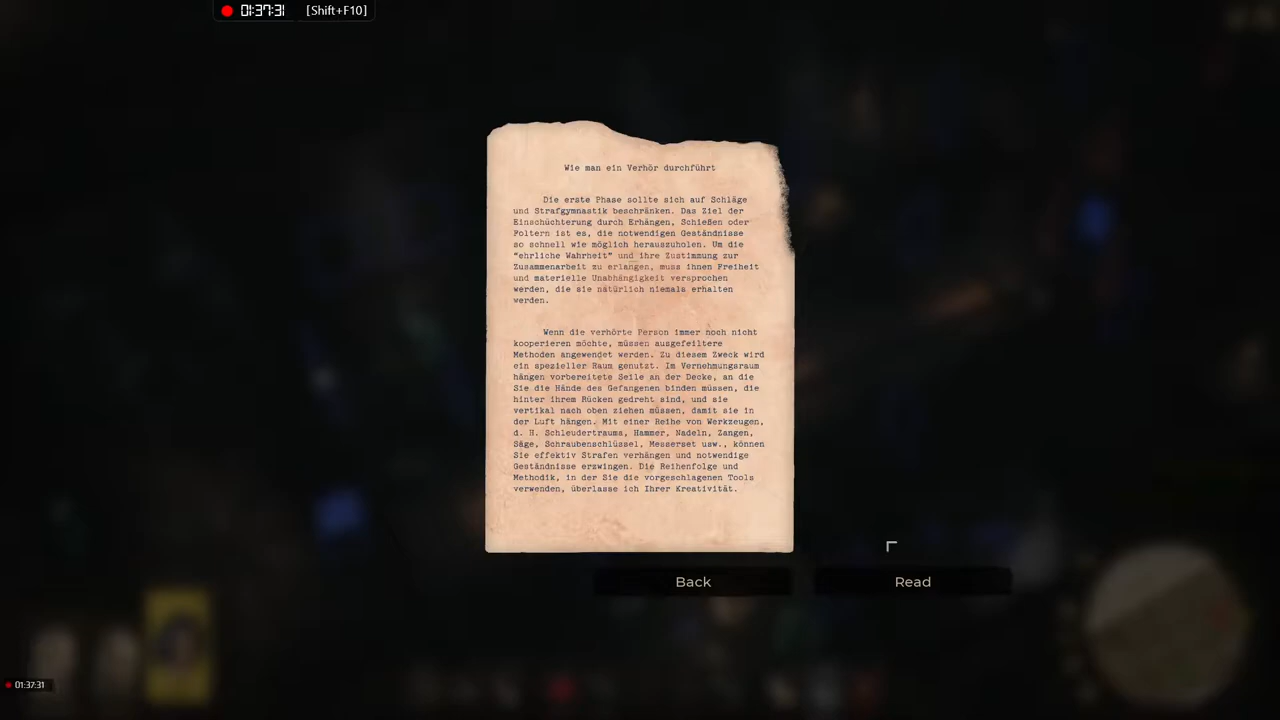 01:37:31 [Shift+F10]
Wie man ein Verhör durchführt
Die erste Phase sollte sich auf Schläge
und Strafgymnastik beschränken. Das Ziel der
Einschüchterung durch Erhängen, Schießen oder
Foltern ist es, die notwendigen Geständnisse
so schnell wie möglich herauszuholen. Um die
“ehrliche Wahrheit” und ihre Zustimmung zur
Zusammenarbeit zu erlangen, muss ihnen Freiheit
und materielle Unabhängigkeit versprochen
werden, die sie natürlich niemals erhalten
werden.
Wenn die verhörte Person immer noch nicht
kooperieren möchte, müssen ausgefeiltere
Methoden angewendet werden. Zu diesem Zweck wird
ein spezieller Raum genutzt. Im Vernehmungsraum
hängen vorbereitete Seile an der Decke, an die
Sie die Hände des Gefangenen binden müssen, die
hinter ihrem Rücken gedreht sind, und sie
vertikal nach oben ziehen müssen, damit sie in
der Luft hängen. Mit einer Reihe von Werkzeugen,
d. H. Schleudertraums, Hammer, Nadeln, Zangen,
Säge, Schraubenschlüssel, Messerset usw., können
Sie effektiv Strafen verhängen und notwendige
Geständnisse erzwingen. Die Reihenfolge und
Methodik, in der Sie die vorgeschlagenen Tools
verwenden, überlasse ich Ihrer Kreativität.
Back
Read
01:37:31